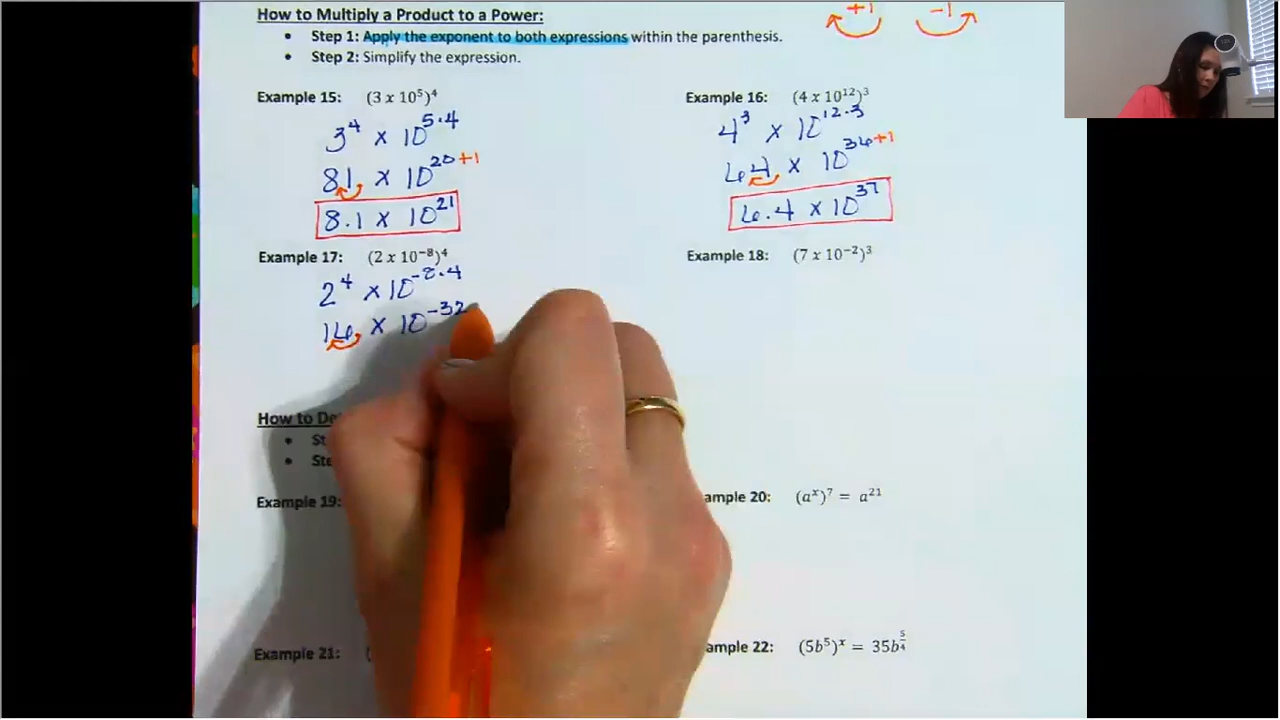 How to Multiply a Product to a Power:
+1 -1
• Step 1: Apply the exponent to both expressions within the parenthesis.
• Step 2: Simplify the expression.
Example 15: (3 x 10⁵)⁴
3⁴ x 10⁵·⁴
81 x 10²⁰⁺¹
8.1 x 10²¹
Example 16: (4 x 10¹²)³
4³ x 10¹²·³
64 x 10³⁶⁺¹
6.4 x 10³⁷
Example 17: (2 x 10⁻⁸)⁴
2⁴ x 10⁻⁸·⁴
16 x 10⁻³²
Example 18: (7 x 10⁻²)³
How to De
• St
• Ste
Example 19:
ample 20: (aˣ)⁷ = a²¹
Example 21: (
ample 22: (5b⁵)ˣ = 35b^(5/4)